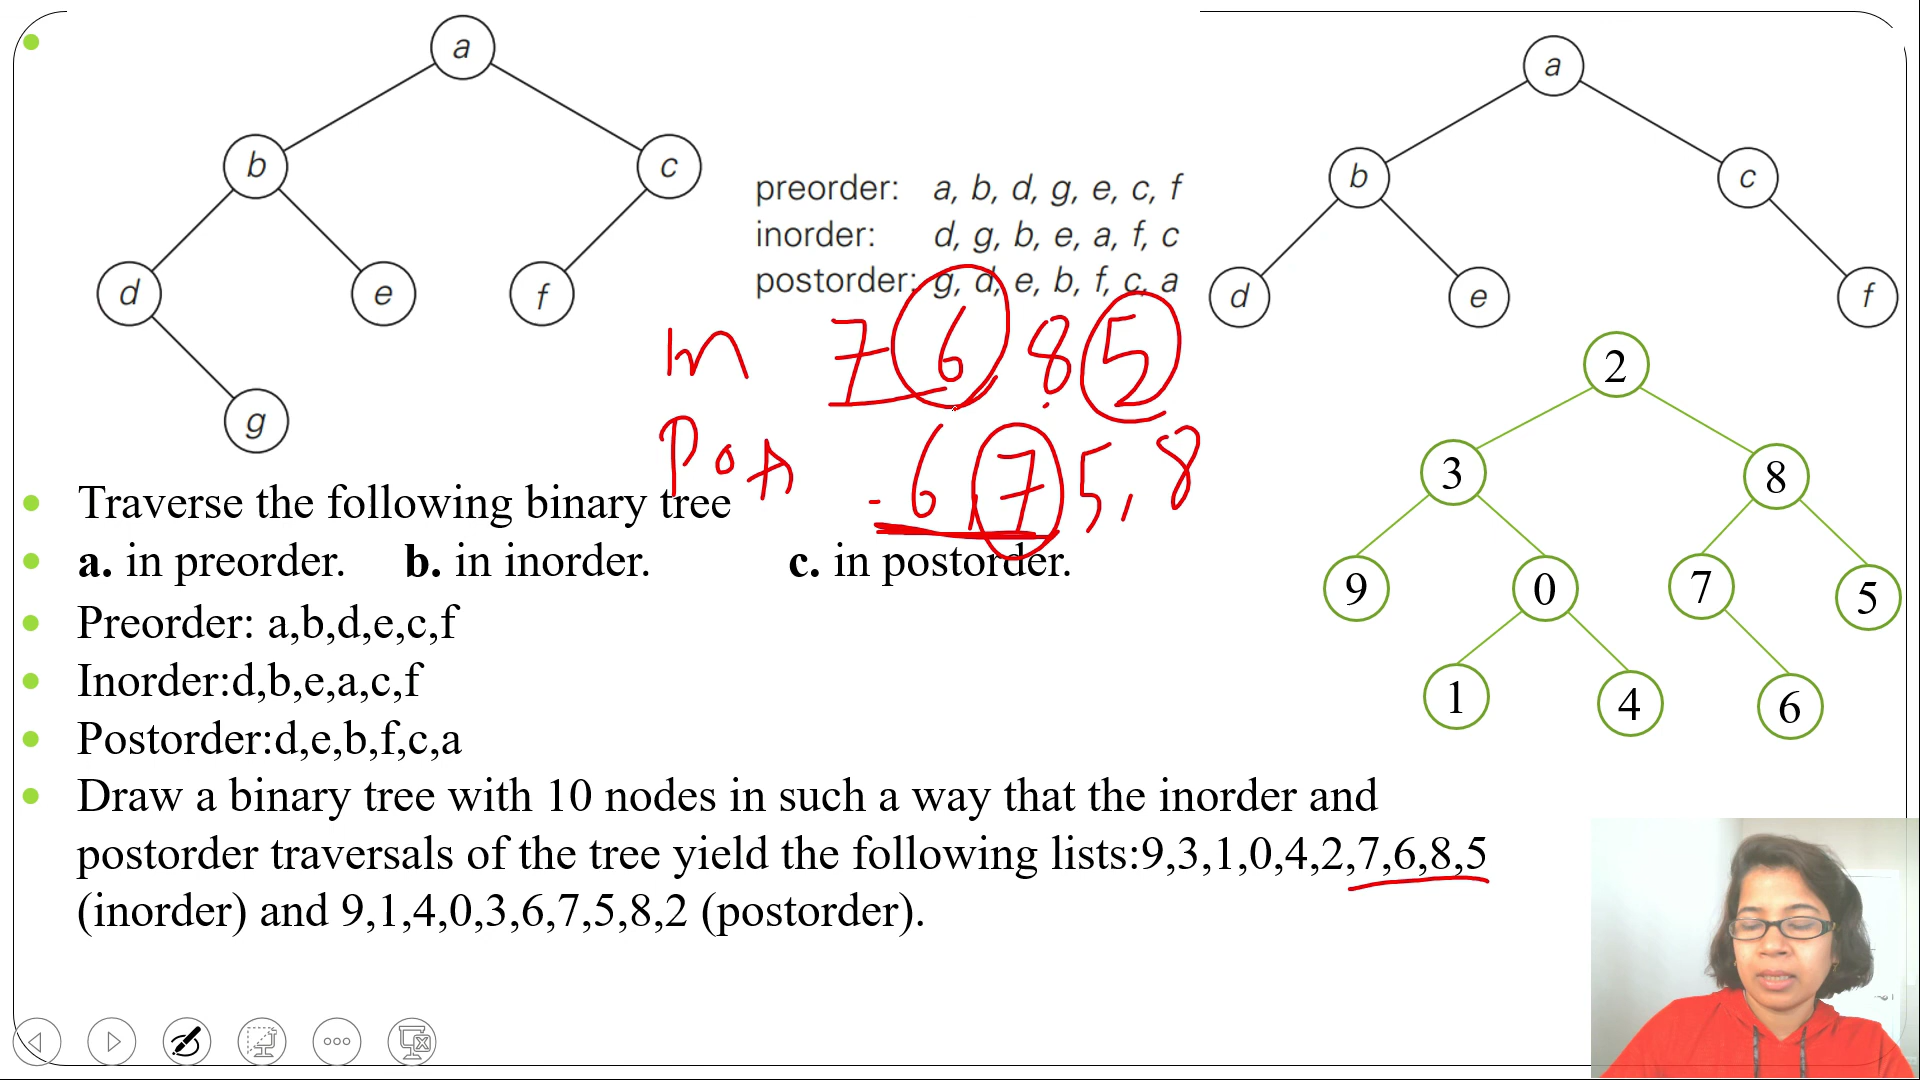 a
b
c
d
e
f
g
preorder: a, b, d, g, e, c, f
inorder: d, g, b, e, a, f, c
postorder: g, d, e, b, f, c, a
a
b
c
d
e
f
In 7 6, 8 5
Post 6, 7 5, 8
2
3
8
9
0
7
5
1
4
6
Traverse the following binary tree
a. in preorder. b. in inorder. c. in postorder.
Preorder: a,b,d,e,c,f
Inorder:d,b,e,a,c,f
Postorder:d,e,b,f,c,a
Draw a binary tree with 10 nodes in such a way that the inorder and
postorder traversals of the tree yield the following lists:9,3,1,0,4,2,7,6,8,5
(inorder) and 9,1,4,0,3,6,7,5,8,2 (postorder).